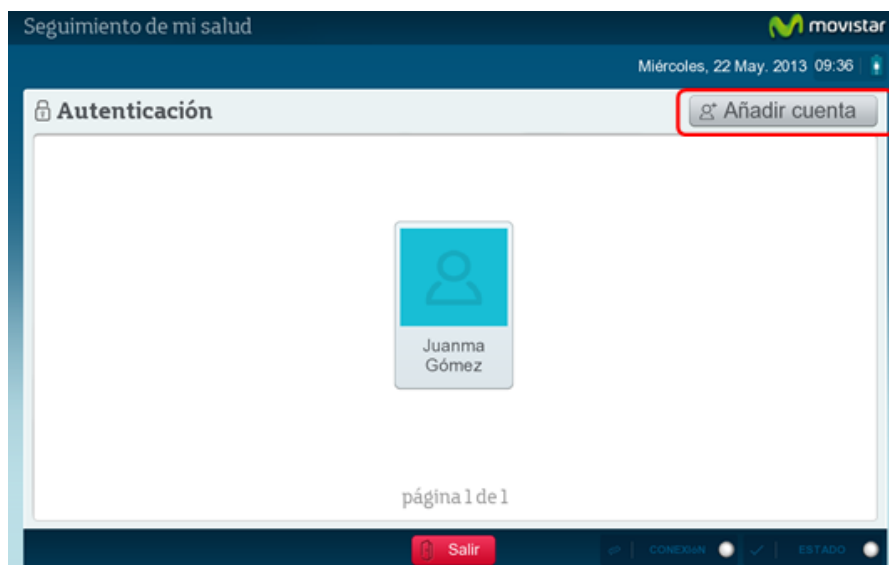 Seguimiento de mi salud
movistar
Miércoles, 22 May. 2013 09:36
Autenticación
Añadir cuenta
Juanma
Gómez
página 1 de 1
Salir
CONEXIoN
ESTADO